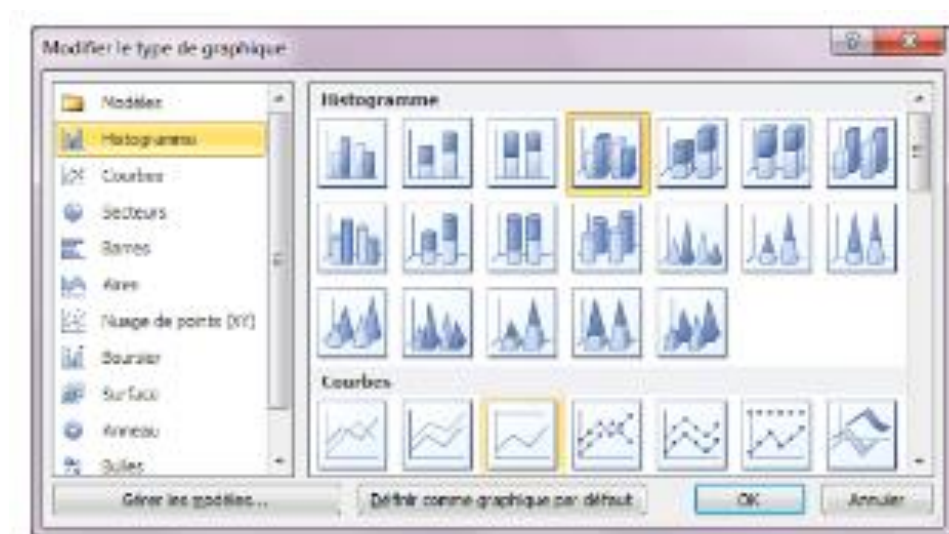 Modifier le type de graphique
Modèles
Histogramme
Courbes
Secteurs
Barres
Aires
Nuage de points (XY)
Boursier
Surface
Anneau
Bulles
Histogramme
Courbes
Gérer les modèles...
Définir comme graphique par défaut
OK
Annuler